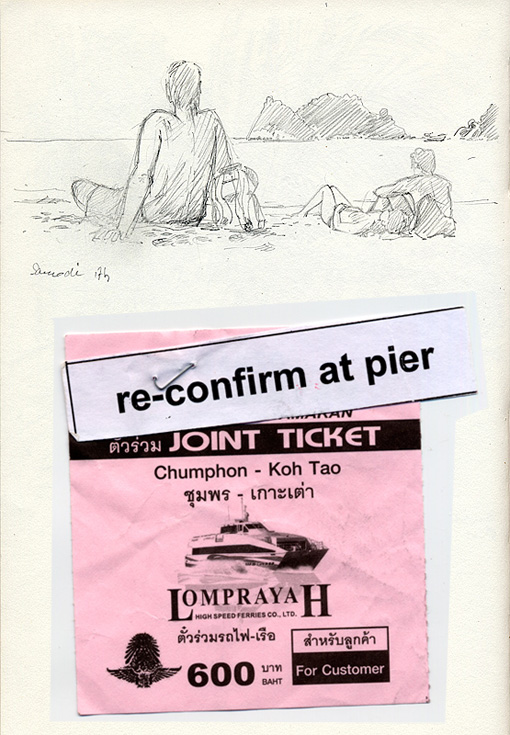 Samedi 17h
re-confirm at pier
ตั๋วร่วม JOINT TICKET
Chumphon - Koh Tao
ชุมพร - เกาะเต่า
LOMPRAYAH
HIGH SPEED FERRIES CO., LTD.
ตั๋วร่วมรถไฟ-เรือ
600 บาท
BAHT
สำหรับลูกค้า
For Customer